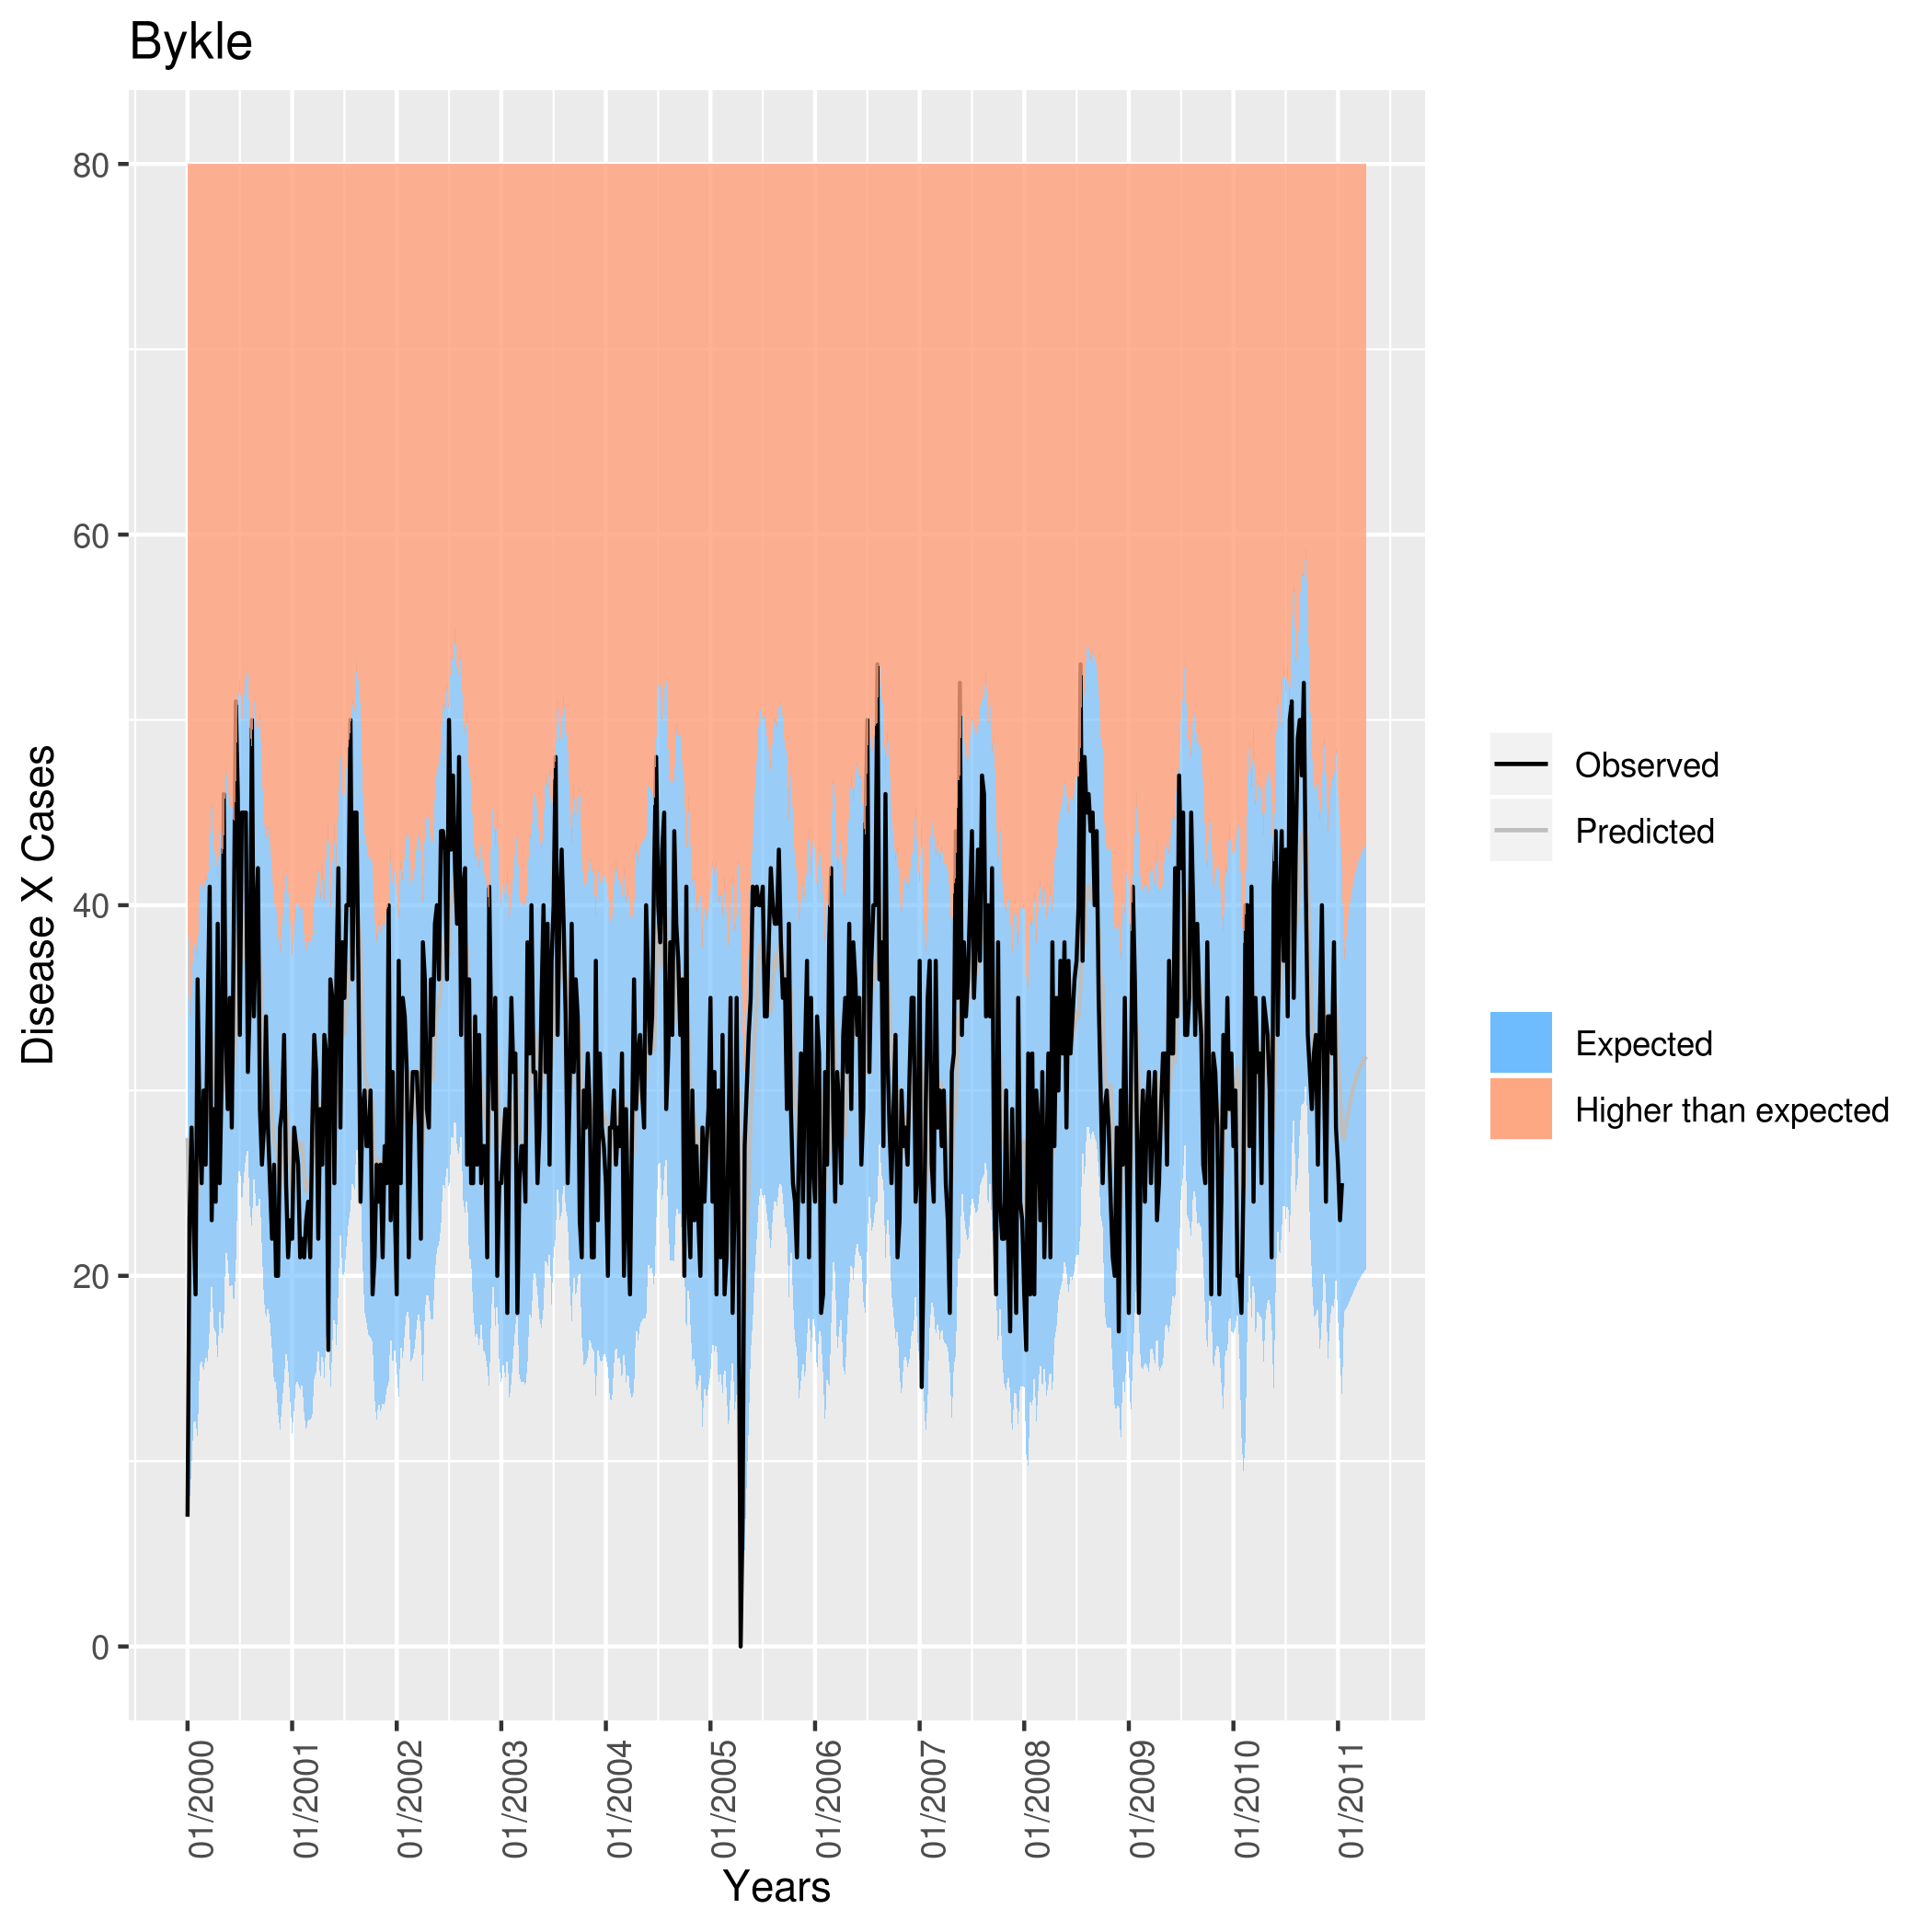 Bykle
Disease X Cases
80
60
40
20
0
01/2000
01/2001
01/2002
01/2003
01/2004
01/2005
01/2006
01/2007
01/2008
01/2009
01/2010
01/2011
Years
Observed
Predicted
Expected
Higher than expected